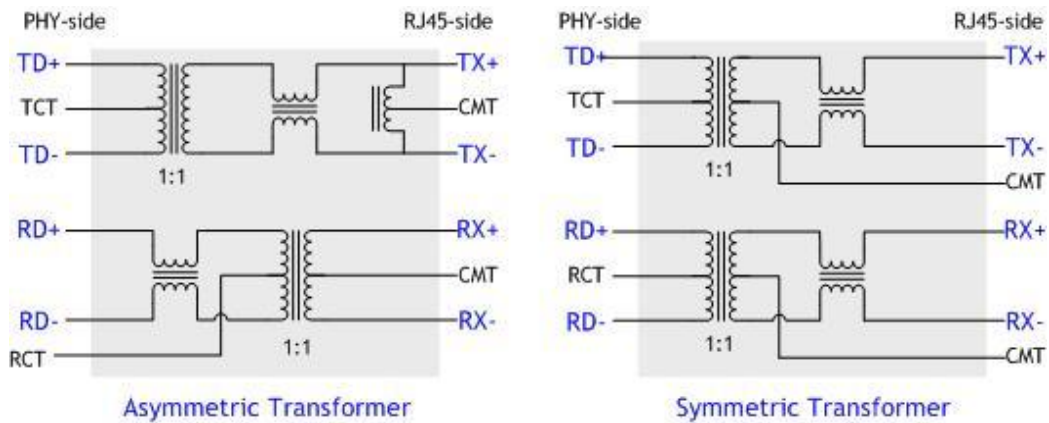 PHY-side
RJ45-side
TD+
TX+
TCT
CMT
TD-
TX-
1:1
RD+
RX+
CMT
RD-
RX-
RCT
1:1
Asymmetric Transformer
PHY-side
RJ45-side
TD+
TX+
TCT
TD-
TX-
1:1
CMT
RD+
RX+
RCT
RD-
RX-
1:1
CMT
Symmetric Transformer